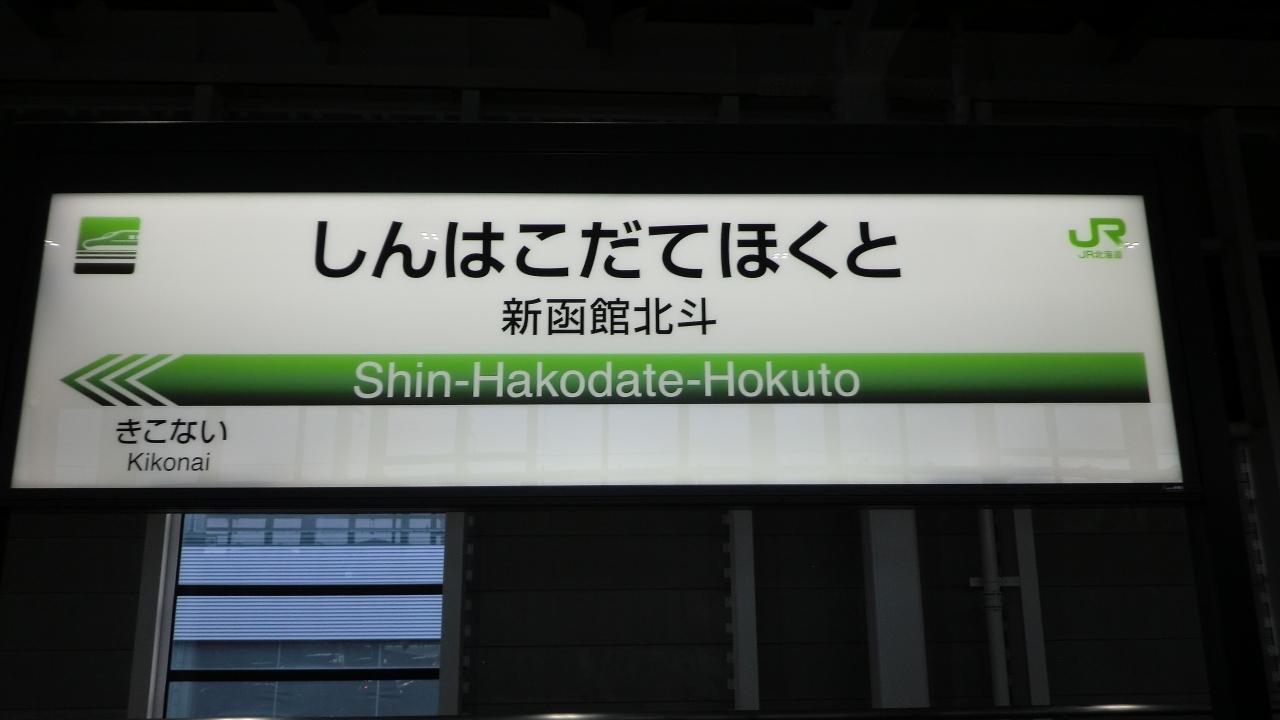 しんはこだてほくと
JR
JR北海道
新函館北斗
Shin-Hakodate-Hokuto
きこない
Kikonai